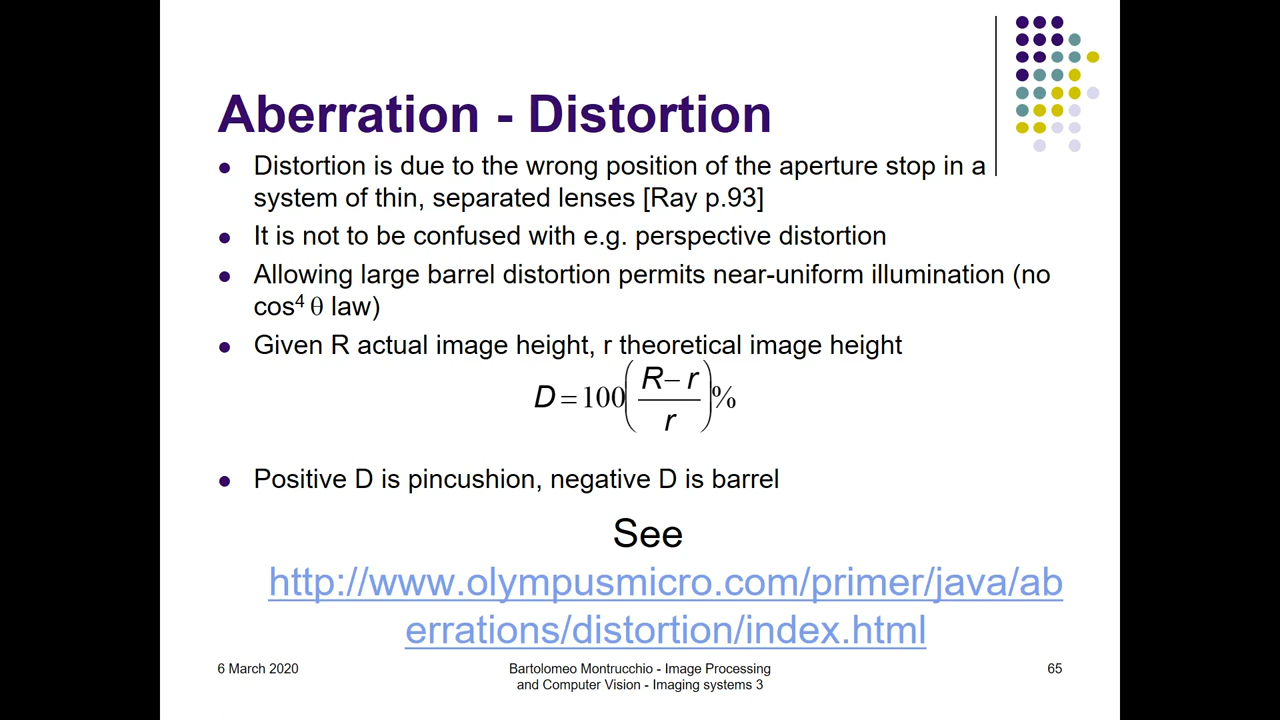 Aberration - Distortion
Distortion is due to the wrong position of the aperture stop in a
system of thin, separated lenses [Ray p.93]
It is not to be confused with e.g. perspective distortion
Allowing large barrel distortion permits near-uniform illumination (no
cos⁴ θ law)
Given R actual image height, r theoretical image height
D = 100((R – r)/r)%
Positive D is pincushion, negative D is barrel
See
http://www.olympusmicro.com/primer/java/ab
errations/distortion/index.html
6 March 2020
Bartolomeo Montrucchio - Image Processing
and Computer Vision - Imaging systems 3
65